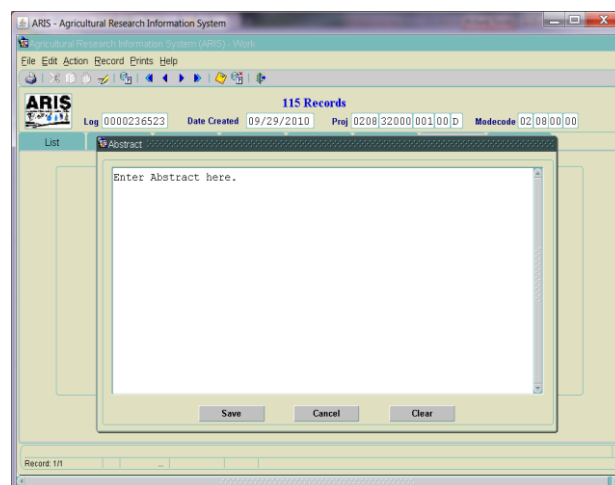 ARIS - Agricultural Research Information System
Agricultural Research Information System (ARIS) - Work
File Edit Action Record Prints Help
ARIS
115 Records
Log 0000236523 Date Created 09/29/2010 Proj 0208 32000 001 00 D Modecode 02 08 00 00
List
Abstract
Enter Abstract here.
Save Cancel Clear
Record: 1/1
...